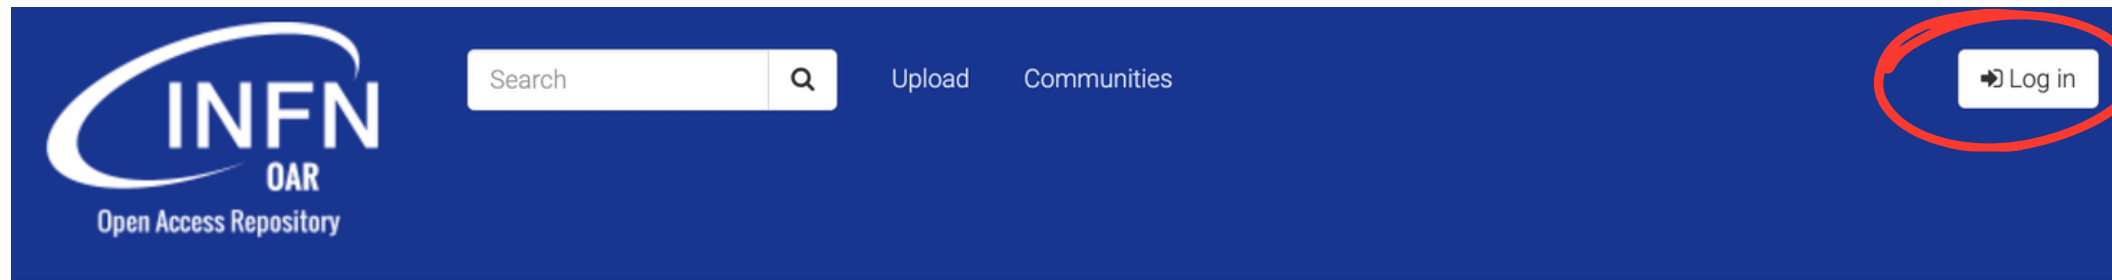 INFN
OAR
Open Access Repository
Search
Upload
Communities
Log in